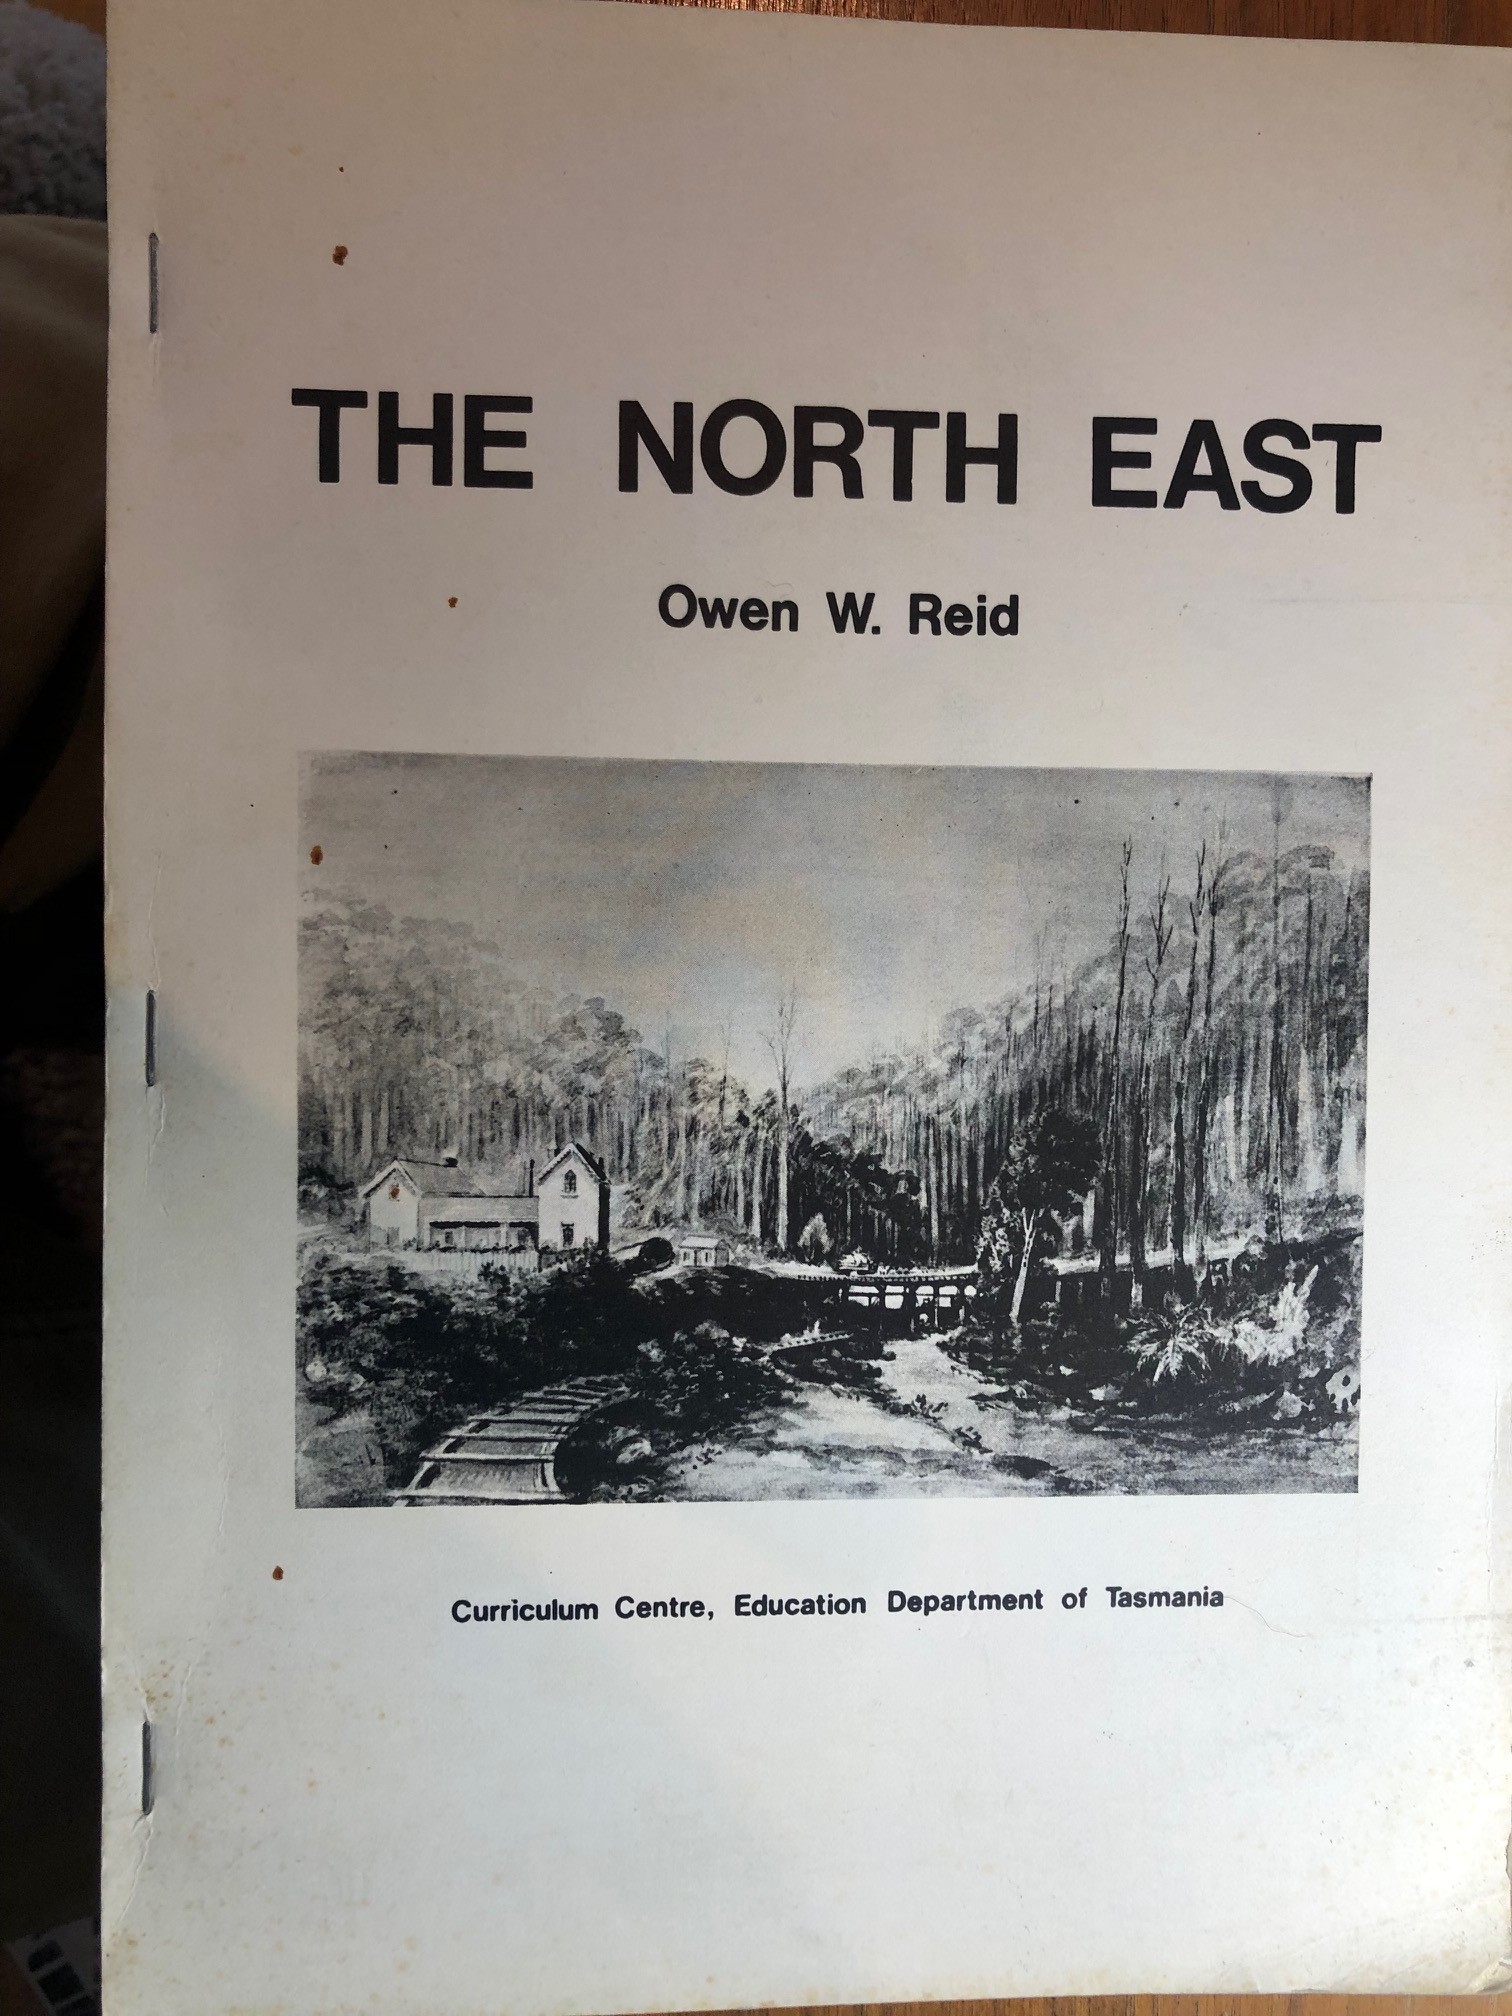 THE NORTH EAST
Owen W. Reid
Curriculum Centre, Education Department of Tasmania